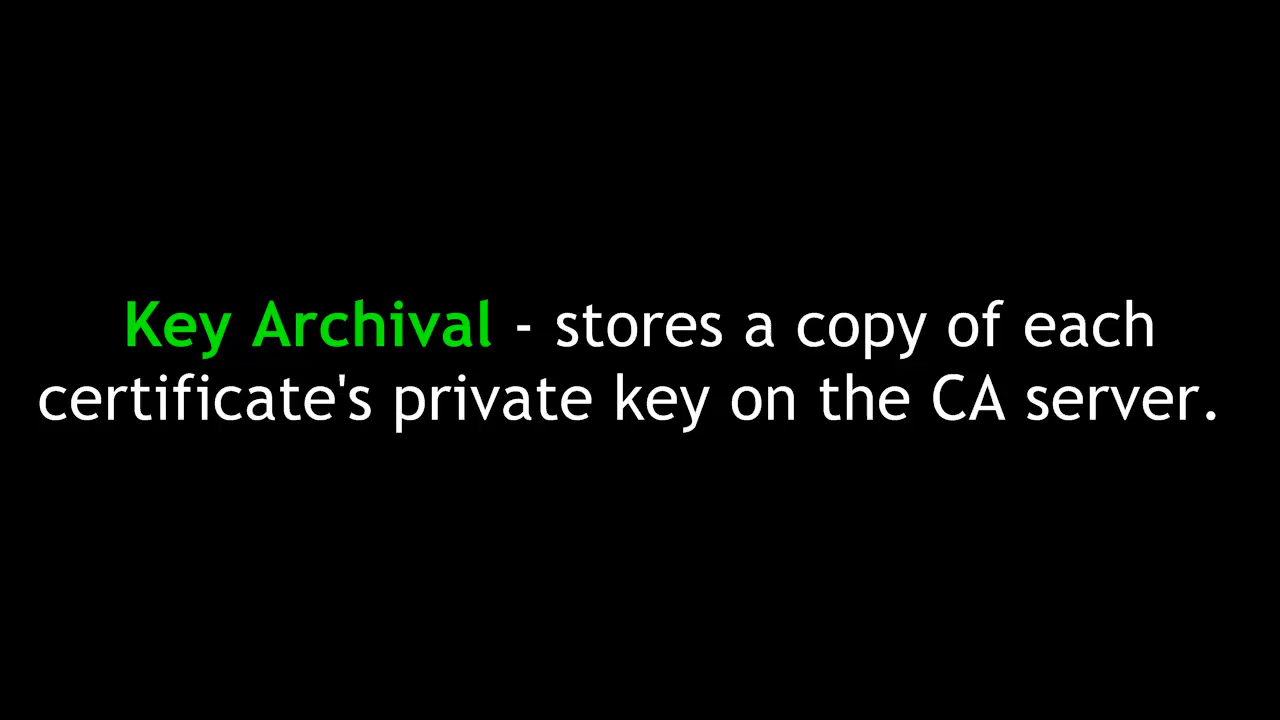 Key Archival - stores a copy of each
certificate's private key on the CA server.